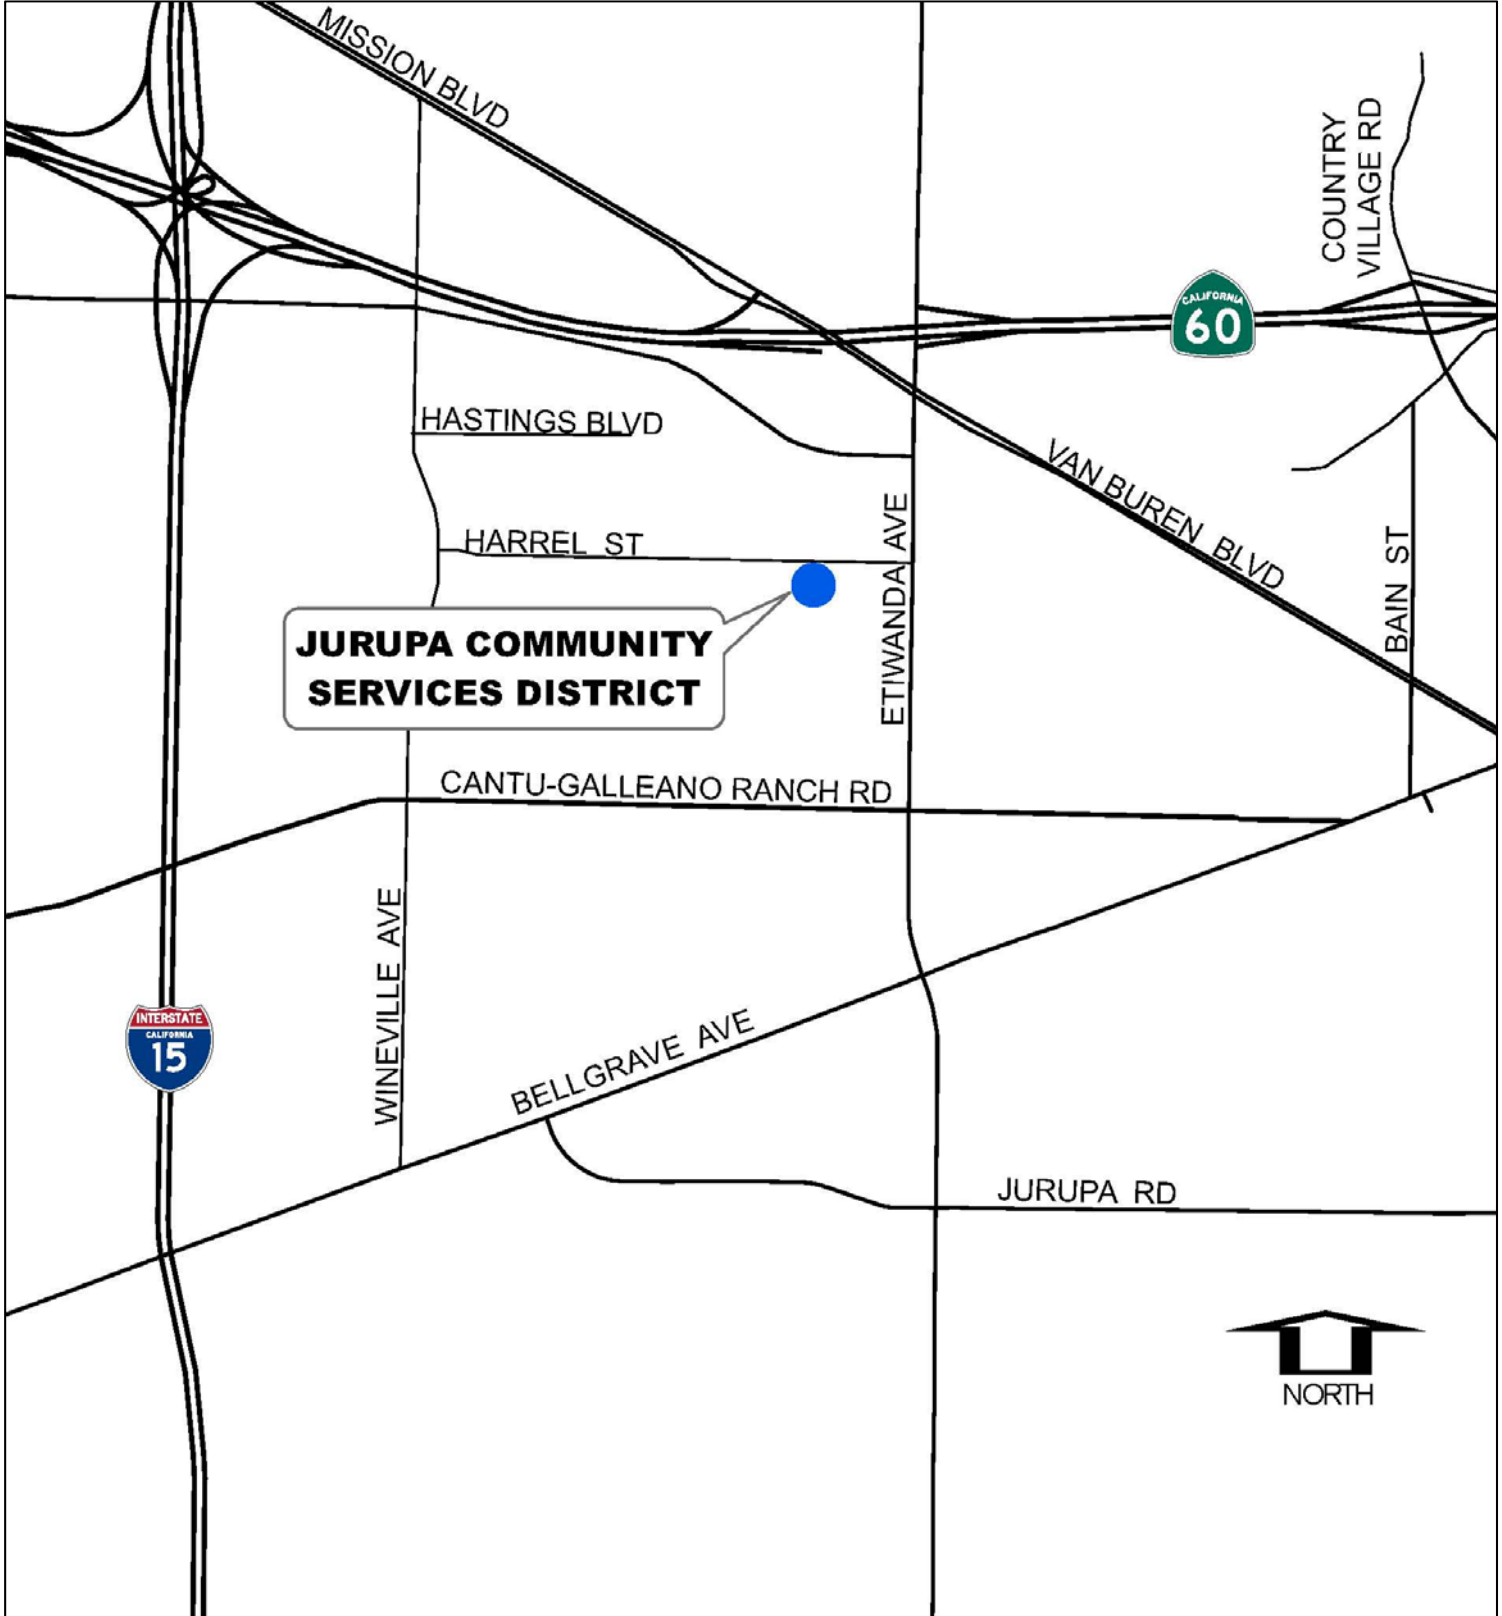 MISSION BLVD
COUNTRY
VILLAGE RD
CALIFORNIA
60
HASTINGS BLVD
VAN BUREN BLVD
HARREL ST
ETIWANDA AVE
BAIN ST
JURUPA COMMUNITY
SERVICES DISTRICT
CANTU-GALLEANO RANCH RD
WINEVILLE AVE
INTERSTATE
CALIFORNIA
15
BELLGRAVE AVE
JURUPA RD
NORTH